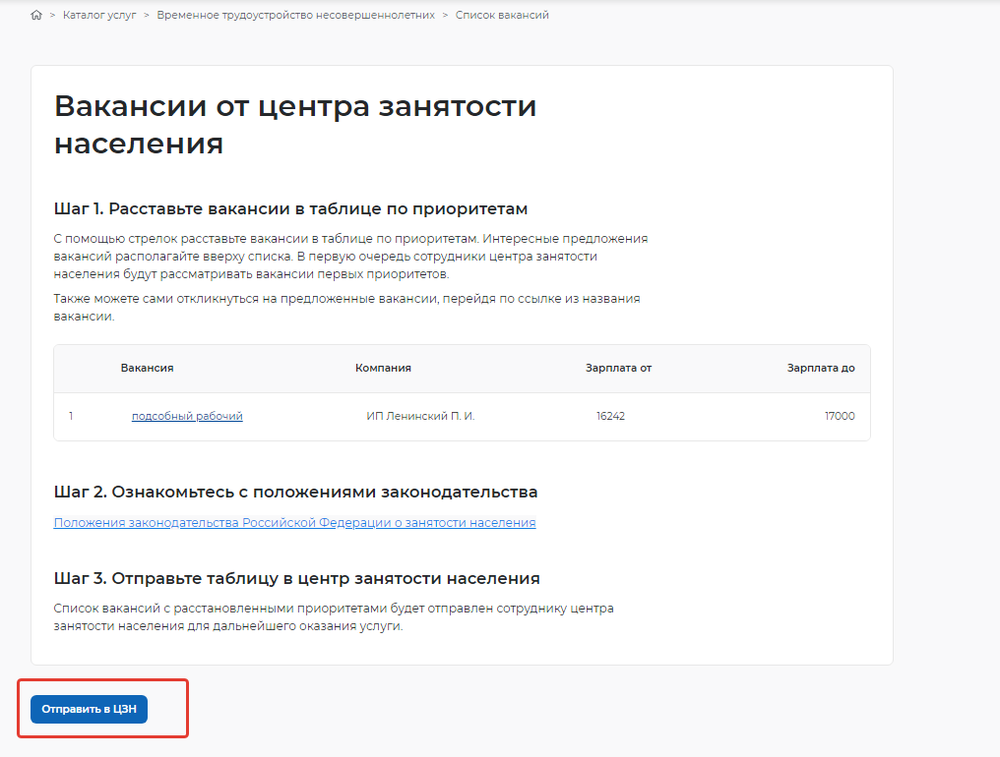 > Каталог услуг > Временное трудоустройство несовершеннолетних > Список вакансий
Вакансии от центра занятости
населения
Шаг 1. Расставьте вакансии в таблице по приоритетам
С помощью стрелок расставьте вакансии в таблице по приоритетам. Интересные предложения
вакансий располагайте вверху списка. В первую очередь сотрудники центра занятости
населения будут рассматривать вакансии первых приоритетов.
Также можете сами откликнуться на предложенные вакансии, перейдя по ссылке из названия
вакансии.
Вакансия Компания Зарплата от Зарплата до
1 подсобный рабочий ИП Ленинский П. И. 16242 17000
Шаг 2. Ознакомьтесь с положениями законодательства
Положения законодательства Российской Федерации о занятости населения
Шаг 3. Отправьте таблицу в центр занятости населения
Список вакансий с расстановленными приоритетами будет отправлен сотруднику центра
занятости населения для дальнейшего оказания услуги.
Отправить в ЦЗН